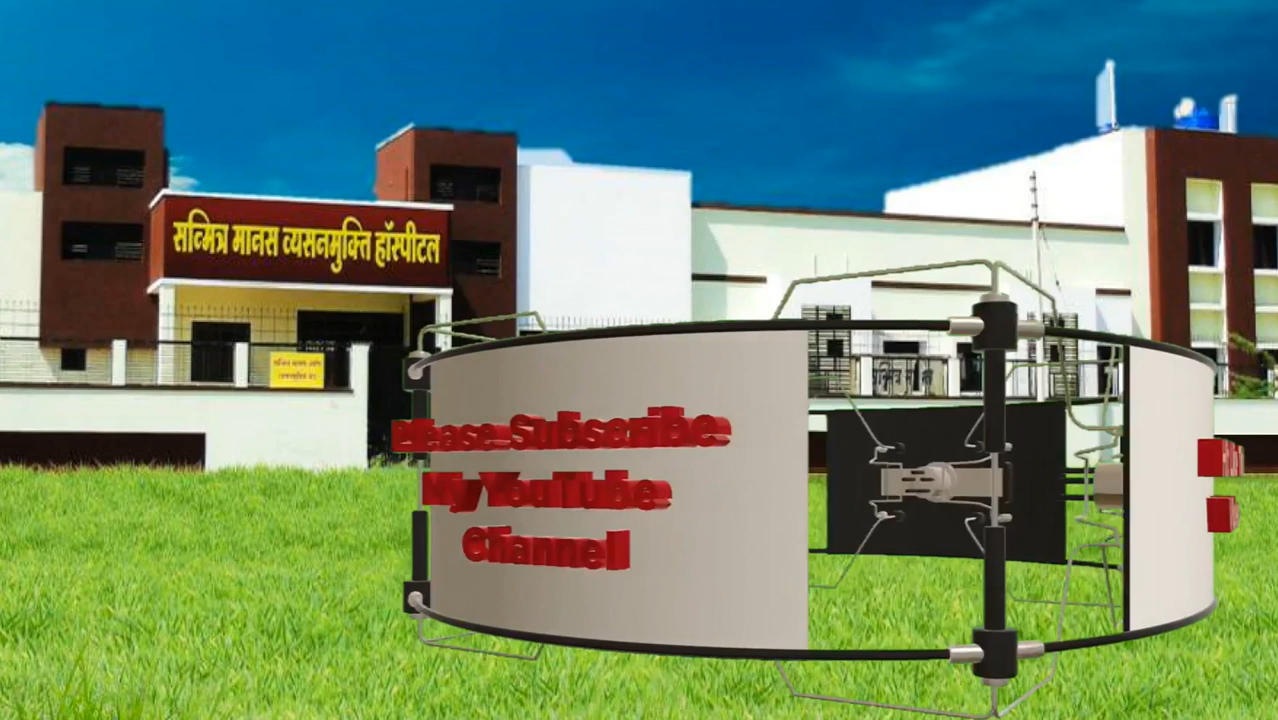 सन्मित्र मानस व्यसनमुक्ति हॉस्पीटल
Please Subscribe
My YouTube
Channel